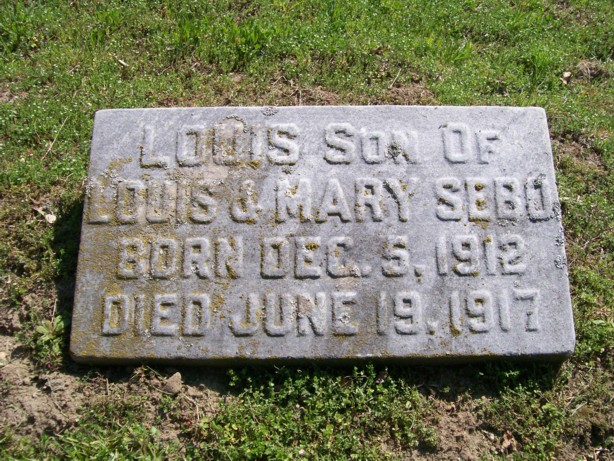 LOUIS SON OF
LOUIS & MARY SEBO
BORN DEC. 5, 1912
DIED JUNE 19. 1917